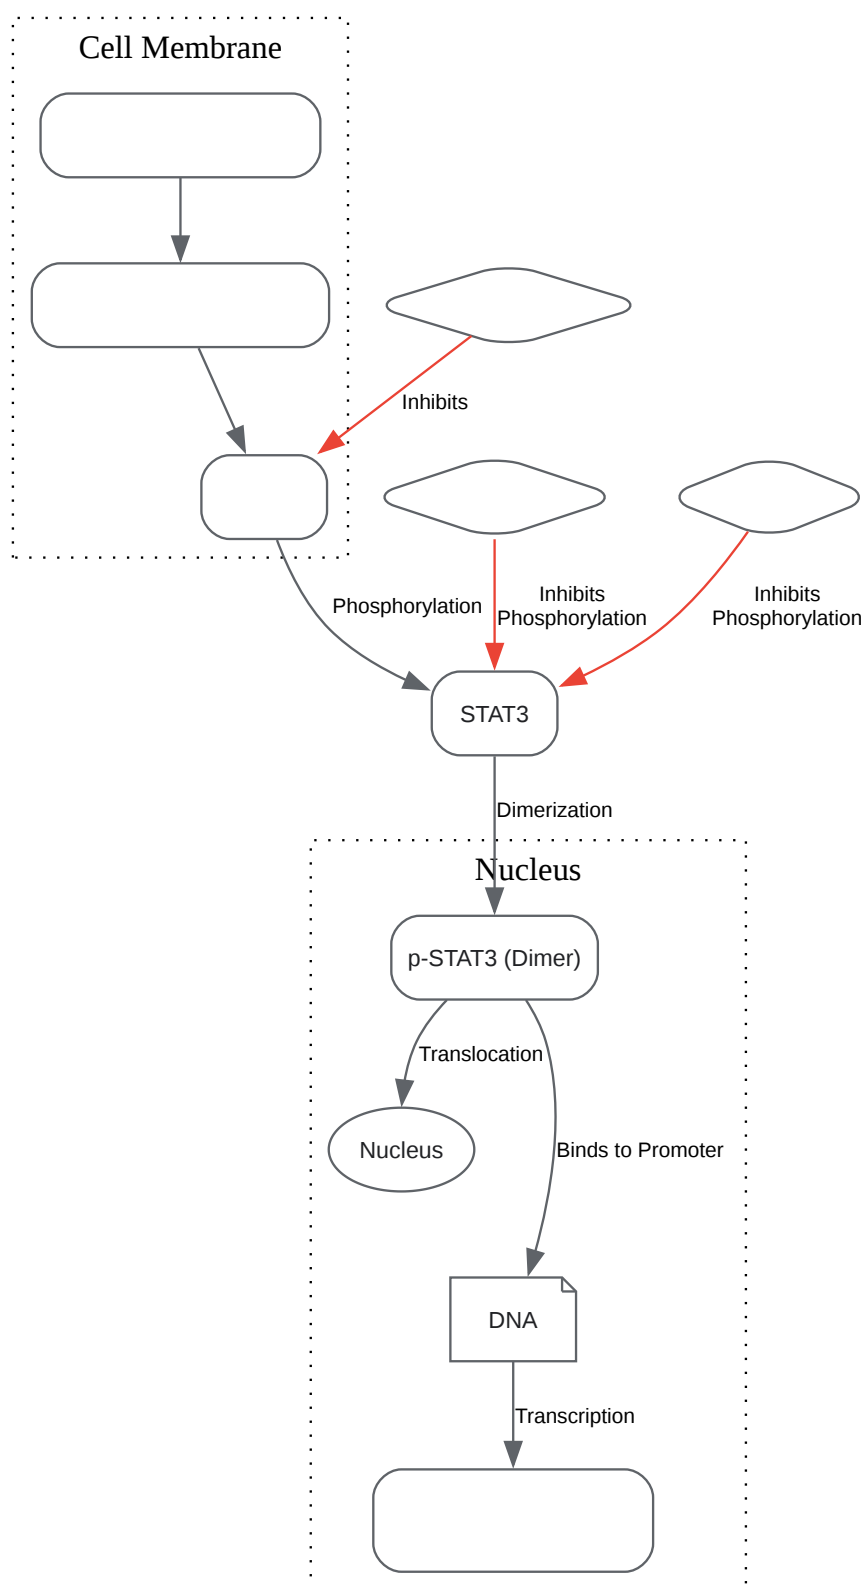 Cell Membrane
Inhibits
Phosphorylation
Inhibits
Phosphorylation
Inhibits
Phosphorylation
STAT3
Dimerization
Nucleus
p-STAT3 (Dimer)
Translocation
Nucleus
Binds to Promoter
DNA
Transcription